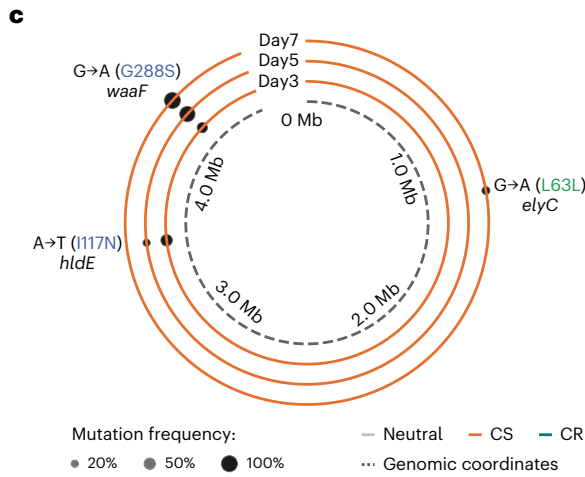 c
Day7
Day5
Day3
0 Mb
1.0 Mb
2.0 Mb
3.0 Mb
4.0 Mb
G→A (G288S)
waaF
G→A (L63L)
elyC
A→T (I117N)
hldE
Mutation frequency:
20% 50% 100%
Neutral CS CR
Genomic coordinates